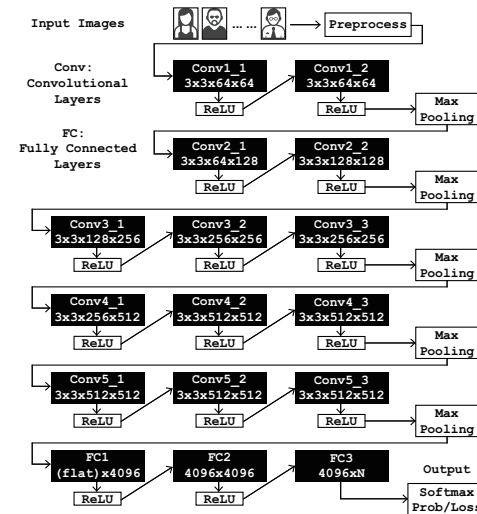 Input Images
... ...
Preprocess
Conv:
Convolutional
Layers
Conv1_1
3x3x64x64
ReLU
Conv1_2
3x3x64x64
ReLU
Max
Pooling
FC:
Fully Connected
Layers
Conv2_1
3x3x64x128
ReLU
Conv2_2
3x3x128x128
ReLU
Max
Pooling
Conv3_1
3x3x128x256
ReLU
Conv3_2
3x3x256x256
ReLU
Conv3_3
3x3x256x256
ReLU
Max
Pooling
Conv4_1
3x3x256x512
ReLU
Conv4_2
3x3x512x512
ReLU
Conv4_3
3x3x512x512
ReLU
Max
Pooling
Conv5_1
3x3x512x512
ReLU
Conv5_2
3x3x512x512
ReLU
Conv5_3
3x3x512x512
ReLU
Max
Pooling
FC1
(flat)x4096
ReLU
FC2
4096x4096
ReLU
FC3
4096xN
Output
Softmax
Prob/Loss